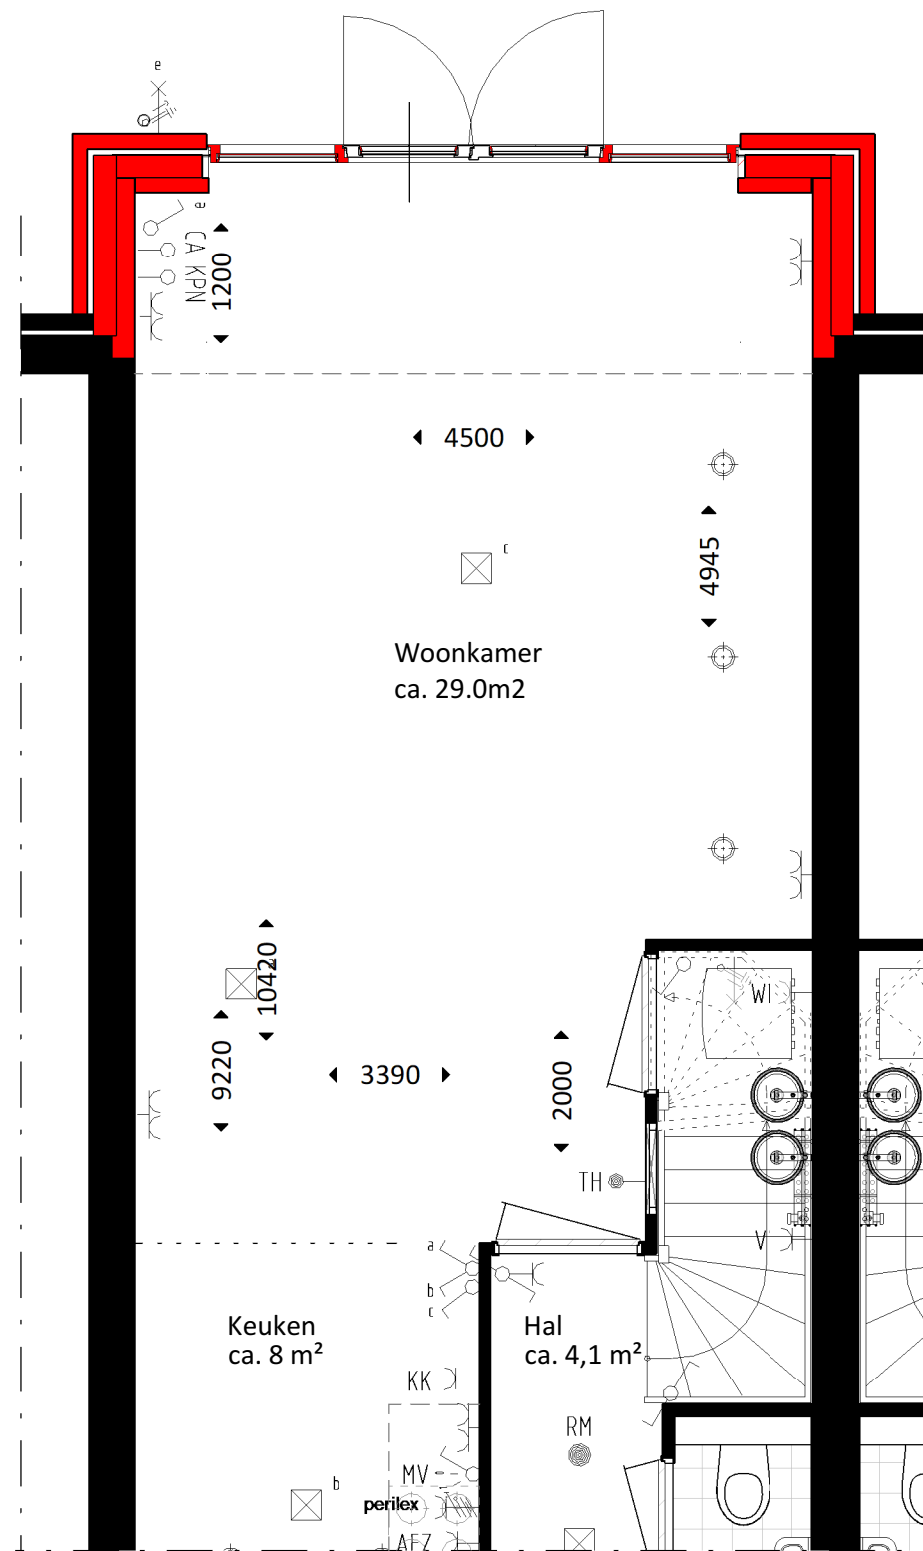 e
e
CA KPN
1200
4500
c
4945
Woonkamer
ca. 29.0m2
10420
a
WI
9220
3390
2000
TH
V
a
b
c
Keuken
ca. 8 m²
Hal
ca. 4,1 m²
KK
RM
MV
b
perilex
AFZ